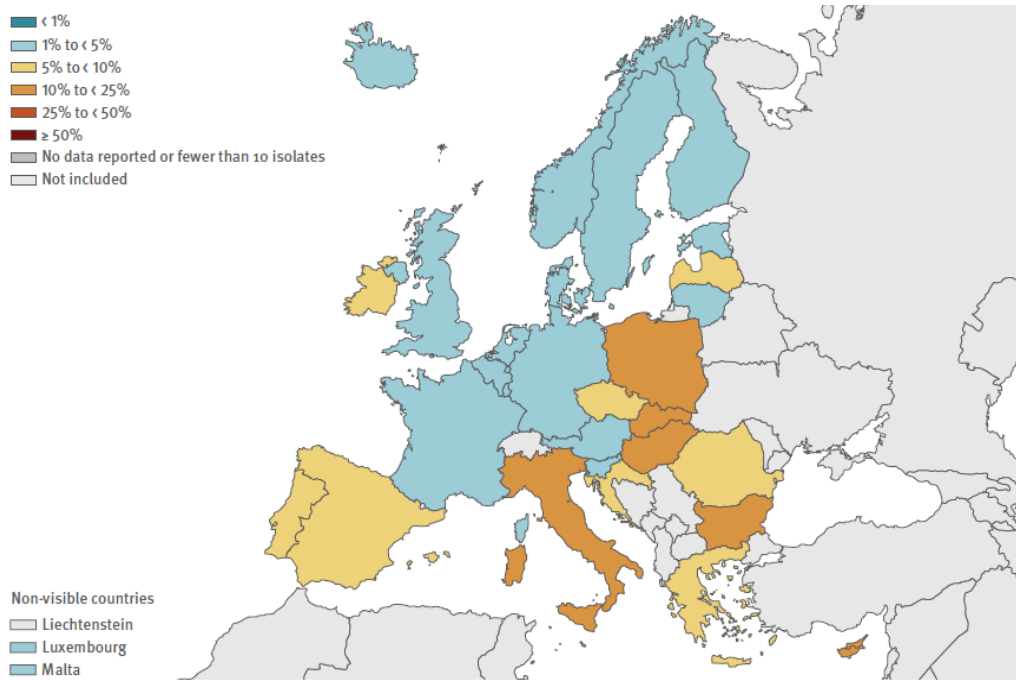 < 1%
1% to < 5%
5% to < 10%
10% to < 25%
25% to < 50%
≥ 50%
No data reported or fewer than 10 isolates
Not included
Non-visible countries
Liechtenstein
Luxembourg
Malta